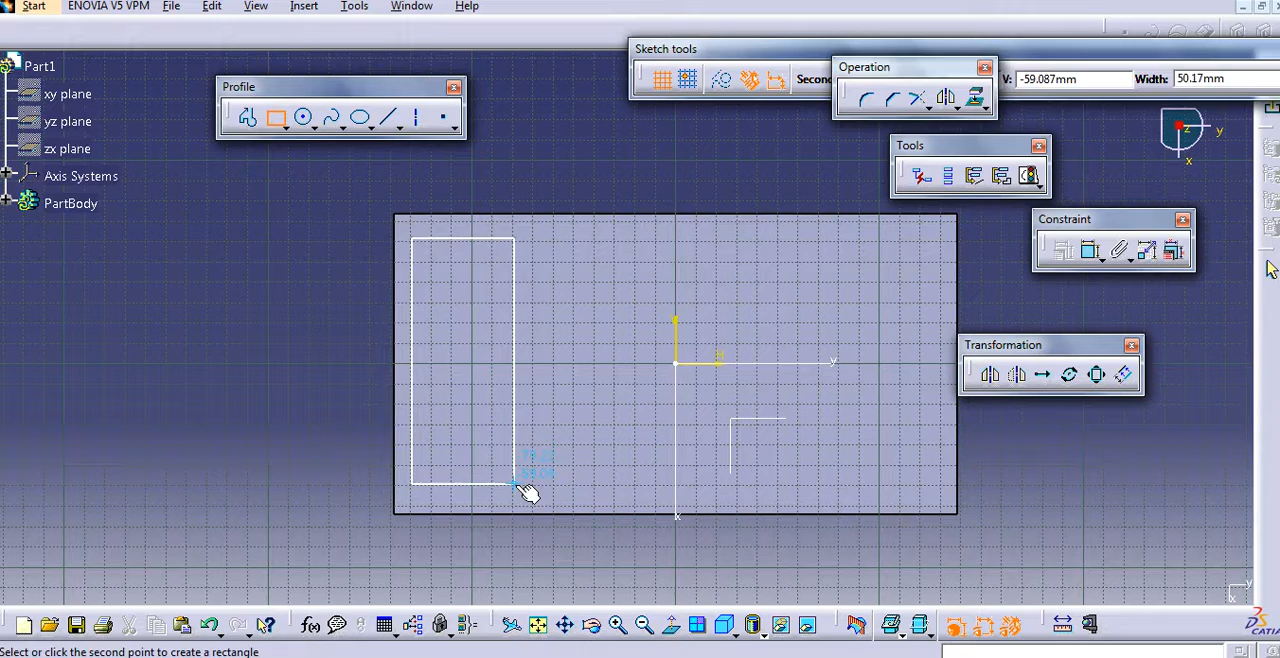 Start ENOVIA V5 VPM File Edit View Insert Tools Window Help
Sketch tools
Part1
Operation
Secon
V: -59.087mm Width: 50.17mm
Profile
xy plane
yz plane
zx plane
Axis Systems
PartBody
Tools
Constraint
Transformation
z
y
x
y
x
y
x
f(x)
CATIA
Select or click the second point to create a rectangle